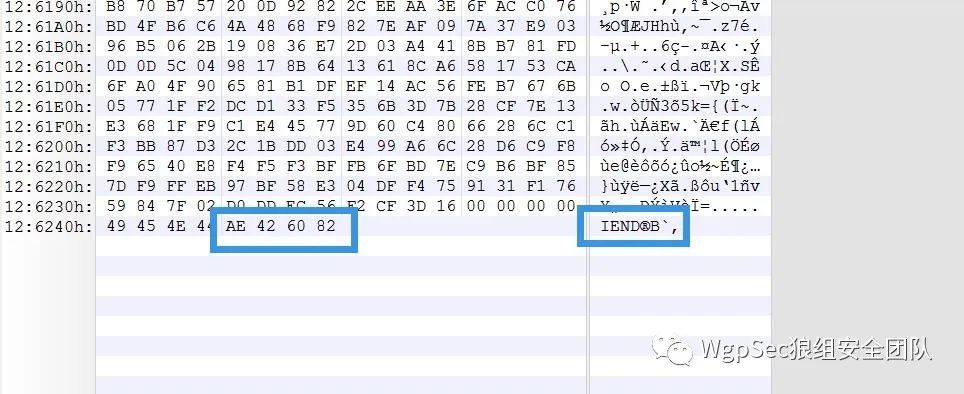 12:6190h: B8 70 B7 57 20 0D 92 82 2C EE AA 3E 6F AC C0 76 ¸p·W .’‚,îª>o¬Àv
12:61A0h: BD 4F B6 C6 4A 48 68 F9 82 7E AF 09 7A 37 E9 03 ½O¶ÆJHhù‚~¯.z7é.
12:61B0h: 96 B5 06 2B 19 08 36 E7 2D 03 A4 41 8B B7 81 FD –µ.+..6ç-.¤A‹·.ý
12:61C0h: 0D 0D 5C 04 98 17 8B 64 13 61 8C A6 58 17 53 CA ..\.˜.‹d.aŒ¦X.SÊ
12:61D0h: 6F A0 4F 90 65 81 B1 DF EF 14 AC 56 FE B7 67 6B o O.e.±ßï.¬Vþ·gk
12:61E0h: 05 77 1F F2 DC D1 33 F5 35 6B 3D 7B 28 CF 7E 13 .w.òÜÑ3õ5k={(Ï~.
12:61F0h: E3 68 1F F9 C1 E4 45 77 9D 60 C4 80 66 28 6C C1 ãh.ùÁäEw.`Ä€f(lÁ
12:6200h: F3 BB 87 D3 2C 1B DD 03 E4 99 A6 6C 28 D6 C9 F8 ó»‡Ó,.Ý.ä™¦l(ÖÉø
12:6210h: F9 65 40 E8 F4 F5 F3 BF FB 6F BD 7E C9 B6 BF 85 ùe@èôõó¿ûo½~É¶¿…
12:6220h: 7D F9 FF EB 97 BF 58 E3 04 DF F4 75 91 31 F1 76 }ùÿë—¿Xã.ßôu‘1ñv
12:6230h: 59 84 7F 02 D0 DD EC 56 E2 CF 3D 16 00 00 00 00
12:6240h: 49 45 4E 44 AE 42 60 82 IEND®B`‚
WgpSec狼组安全团队